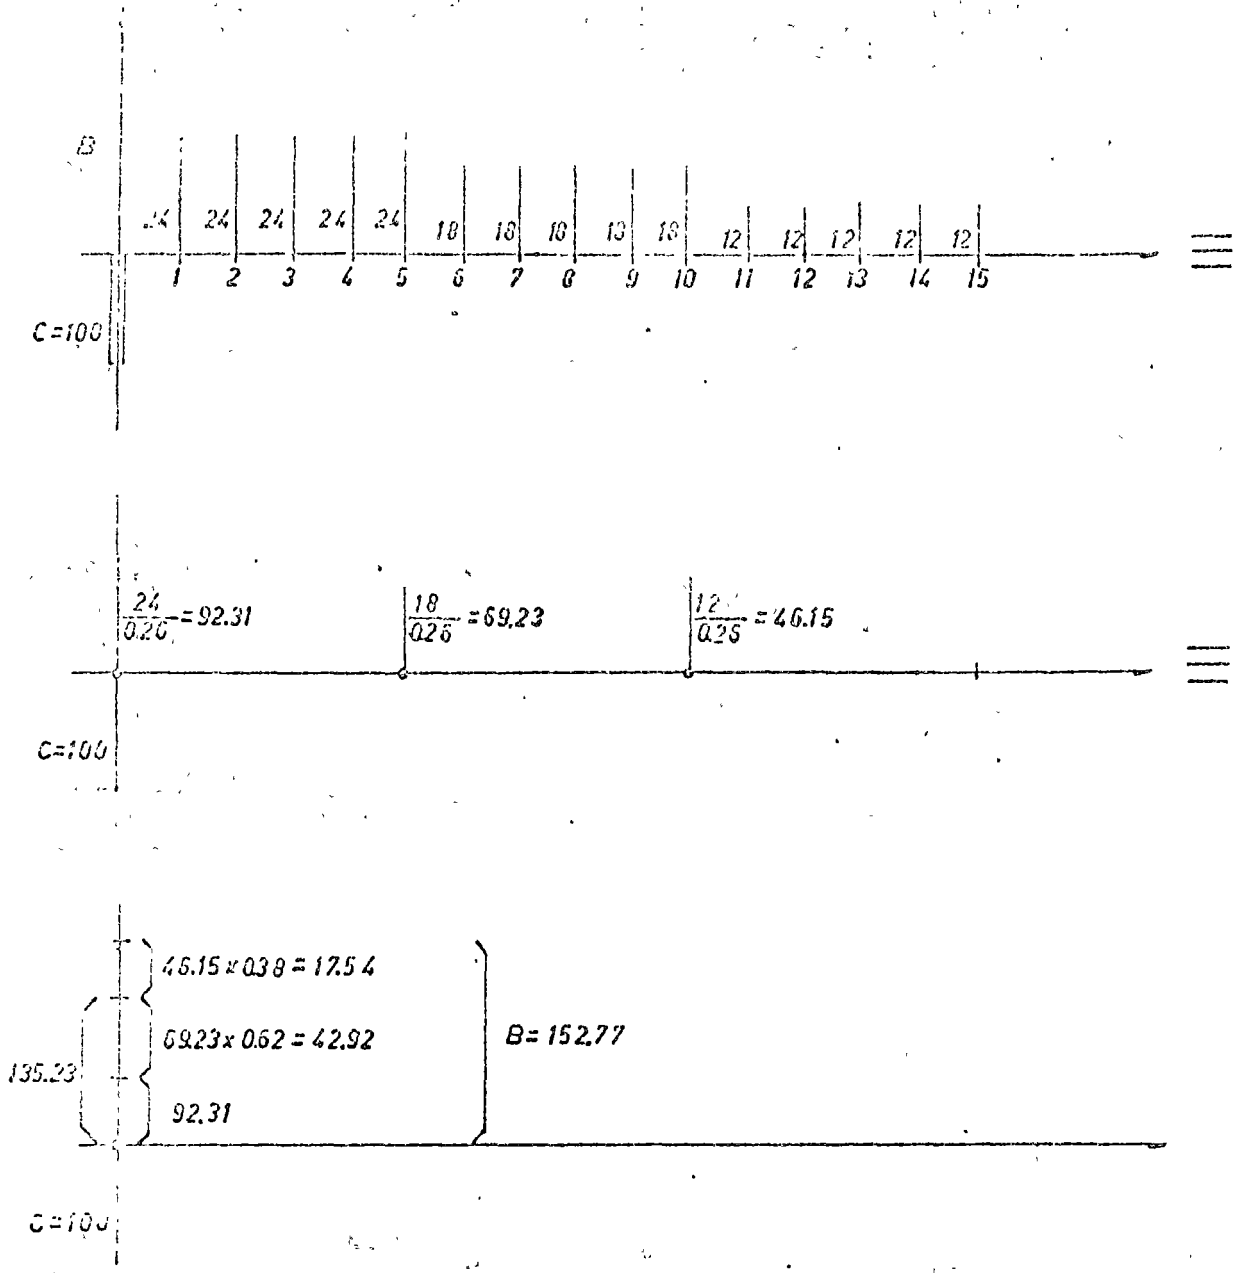 B
24 24 24 24 24 18 18 18 18 18 12 12 12 12 12
1 2 3 4 5 6 7 8 9 10 11 12 13 14 15
C=100
24/0.26 = 92.31
18/0.26 = 69.23
12/0.26 = 46.15
C=100
46.15 x 0.38 = 17.54
69.23 x 0.62 = 42.92
B = 152.77
135.23
92.31
C=100